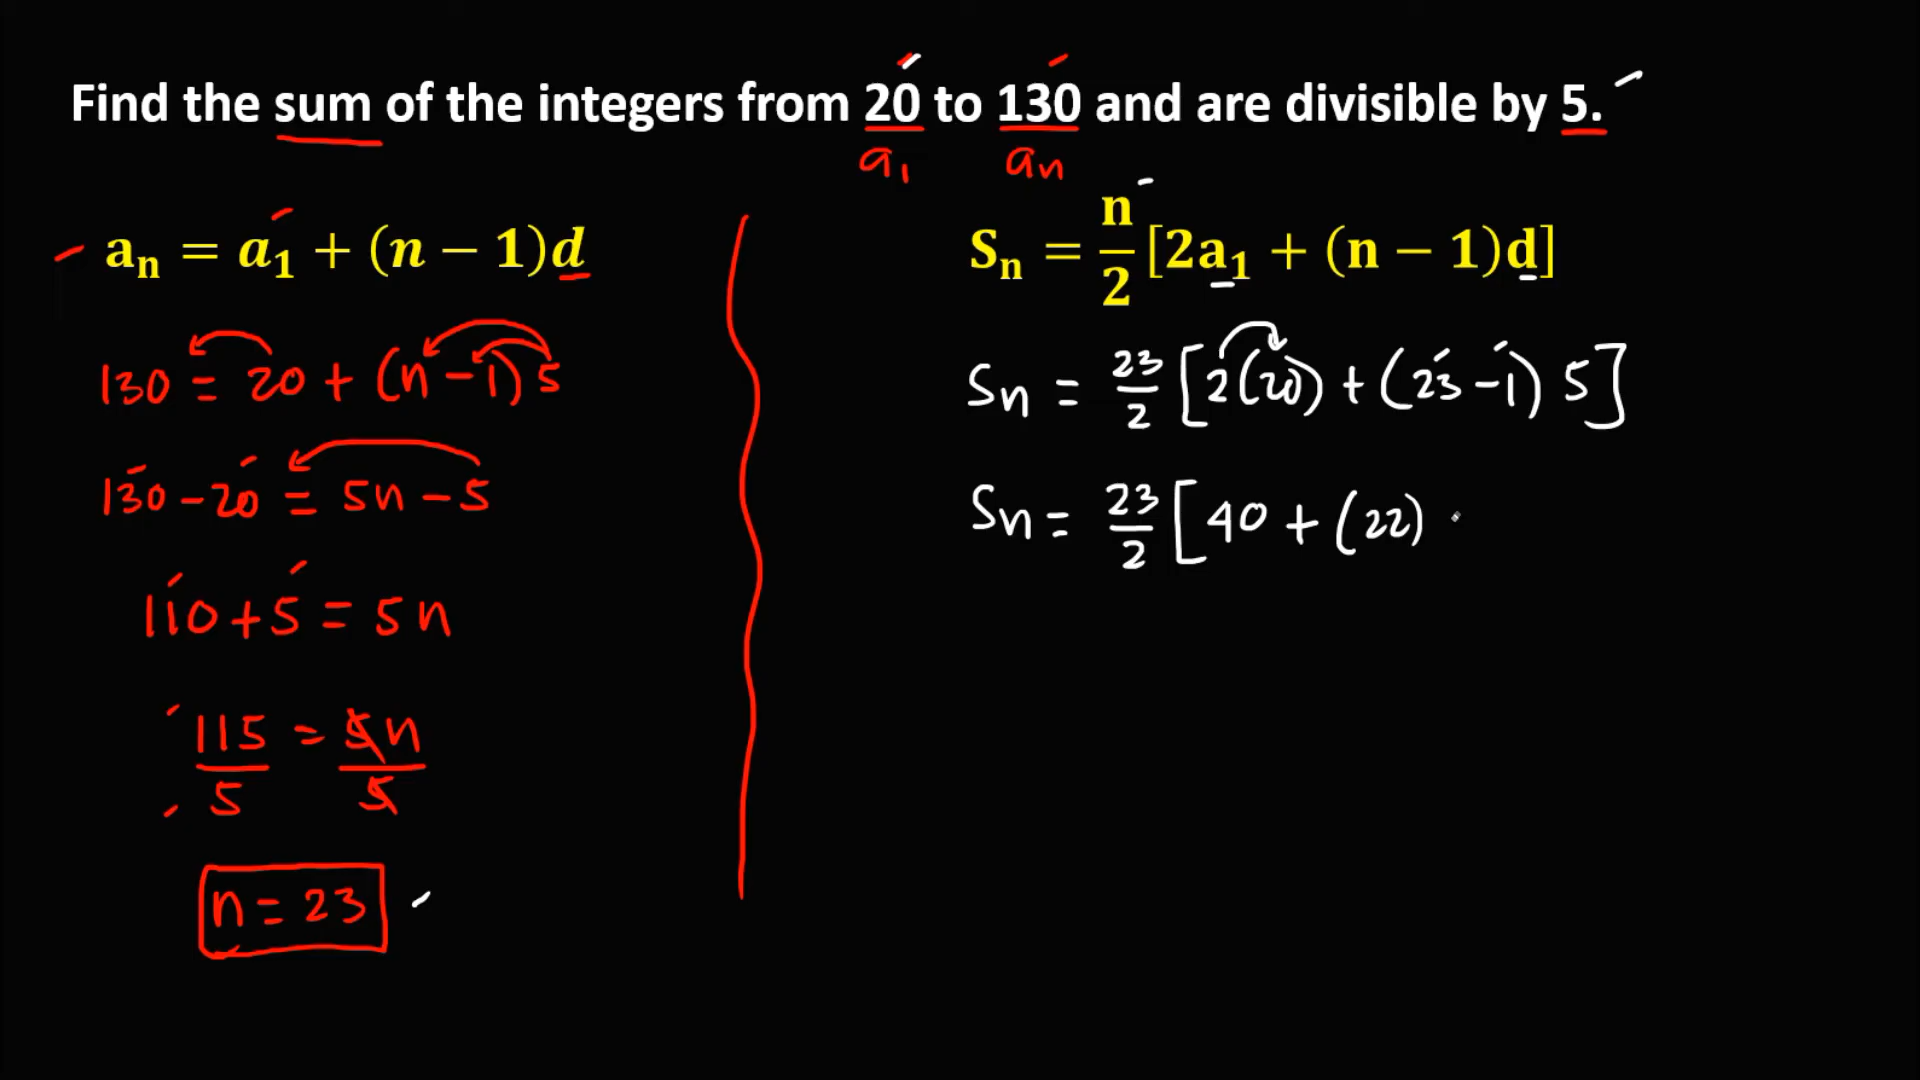 Find the sum of the integers from 20 to 130 and are divisible by 5.
a₁ aₙ
aₙ = a₁ + (n − 1)d
130 = 20 + (n − 1) 5
130 − 20 = 5n − 5
110 + 5 = 5n
115/5 = 5n/5
n = 23
Sₙ = n/2 [2a₁ + (n − 1)d]
Sn = 23/2 [2(20) + (23 − 1) 5]
Sn = 23/2 [40 + (22)